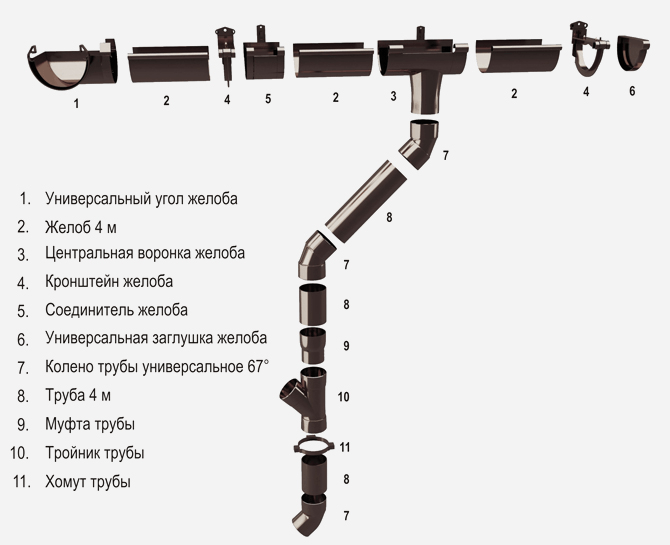 1 2 4 5 2 3 2 4 6
7
8
7
8
9
10
11
8
7
1. Универсальный угол желоба
2. Желоб 4 м
3. Центральная воронка желоба
4. Кронштейн желоба
5. Соединитель желоба
6. Универсальная заглушка желоба
7. Колено трубы универсальное 67°
8. Труба 4 м
9. Муфта трубы
10. Тройник трубы
11. Хомут трубы